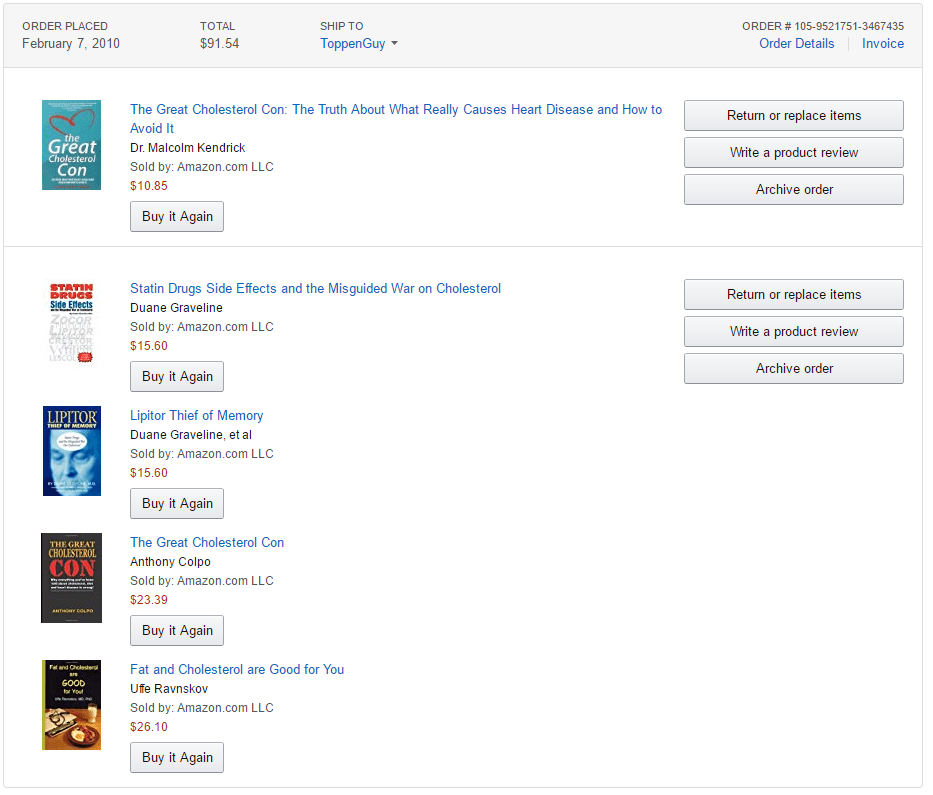 ORDER PLACED
February 7, 2010
TOTAL
$91.54
SHIP TO
ToppenGuy
ORDER # 105-9521751-3467435
Order Details
Invoice
the
Great
Cholesterol
Con
The Great Cholesterol Con: The Truth About What Really Causes Heart Disease and How to
Avoid It
Dr. Malcolm Kendrick
Sold by: Amazon.com LLC
$10.85
Buy it Again
Return or replace items
Write a product review
Archive order
STATIN
DRUGS
Side Effects
ZOCOR
LIPITOR
Statin Drugs Side Effects and the Misguided War on Cholesterol
Duane Graveline
Sold by: Amazon.com LLC
$15.60
Buy it Again
Return or replace items
Write a product review
Archive order
LIPITOR
THIEF OF MEMORY
Lipitor Thief of Memory
Duane Graveline, et al
Sold by: Amazon.com LLC
$15.60
Buy it Again
THE GREAT
CHOLESTEROL
CON
ANTHONY COLPO
The Great Cholesterol Con
Anthony Colpo
Sold by: Amazon.com LLC
$23.39
Buy it Again
Fat and Cholesterol
are
GOOD
for You!
Uffe Ravnskov, MD, PhD
Fat and Cholesterol are Good for You
Uffe Ravnskov
Sold by: Amazon.com LLC
$26.10
Buy it Again